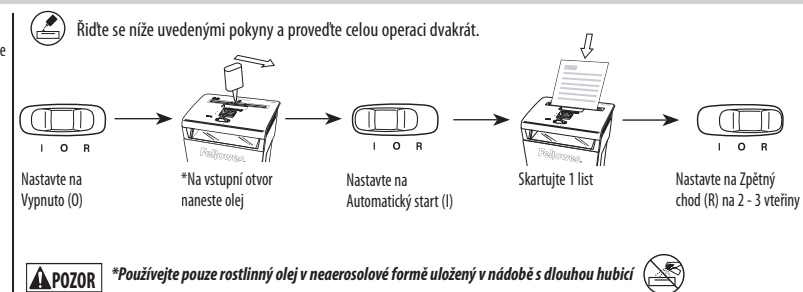 e
Řiďte se níže uvedenými pokyny a proveďte celou operaci dvakrát.
I O R
Nastavte na
Vypnuto (O)
Fellowes.
*Na vstupní otvor
naneste olej
I O R
Nastavte na
Automatický start (I)
Fellowes.
Skartujte 1 list
I O R
Nastavte na Zpětný
chod (R) na 2 - 3 vteřiny
POZOR *Používejte pouze rostlinný olej v neaerosolové formě uložený v nádobě s dlouhou hubicí